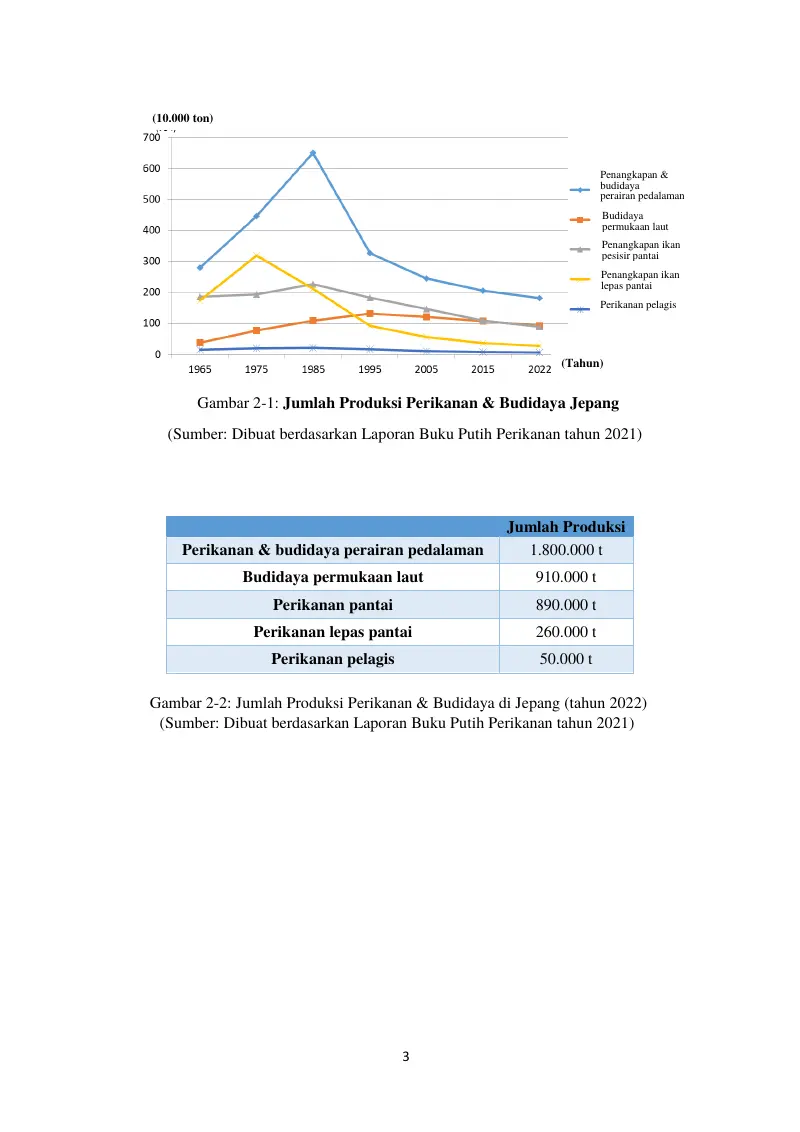 (10.000 ton)
700
600
500
400
300
200
100
0
1965 1975 1985 1995 2005 2015 2022
(Tahun)
Penangkapan &
budidaya
perairan pedalaman
Budidaya
permukaan laut
Penangkapan ikan
pesisir pantai
Penangkapan ikan
lepas pantai
Perikanan pelagis
Gambar 2-1: Jumlah Produksi Perikanan & Budidaya Jepang
(Sumber: Dibuat berdasarkan Laporan Buku Putih Perikanan tahun 2021)
Jumlah Produksi
Perikanan & budidaya perairan pedalaman 1.800.000 t
Budidaya permukaan laut 910.000 t
Perikanan pantai 890.000 t
Perikanan lepas pantai 260.000 t
Perikanan pelagis 50.000 t
Gambar 2-2: Jumlah Produksi Perikanan & Budidaya di Jepang (tahun 2022)
(Sumber: Dibuat berdasarkan Laporan Buku Putih Perikanan tahun 2021)
3